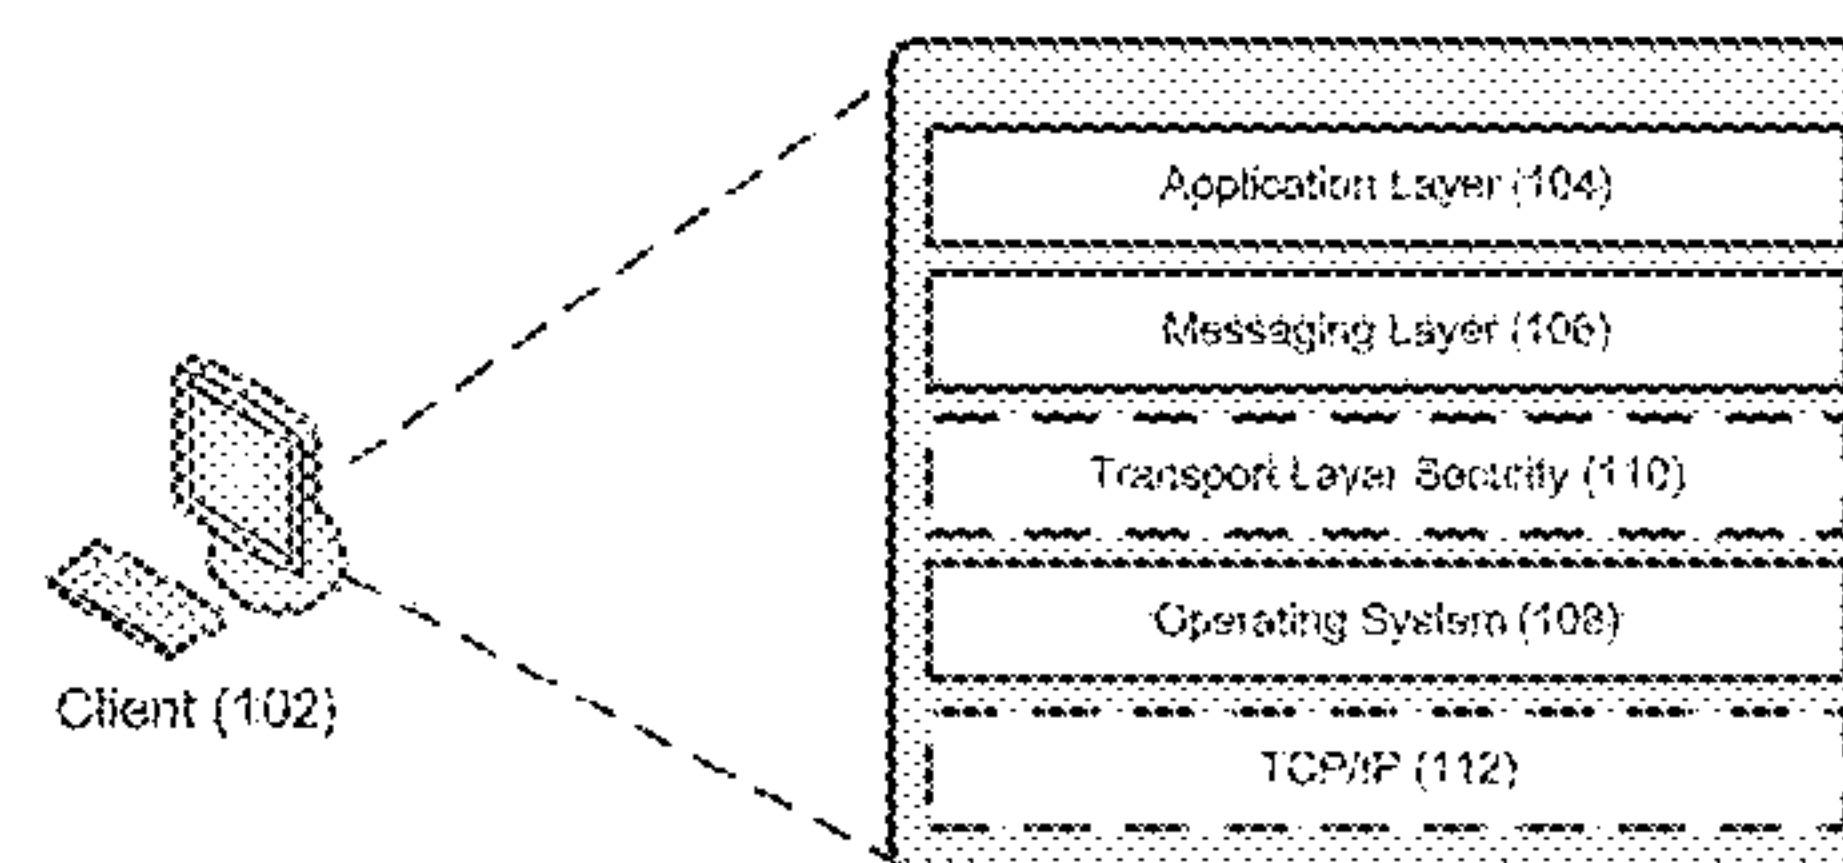 Application Layer (104)
Messaging Layer (106)
Transport Layer Security (110)
Operating System (108)
TCP/IP (112)
Client (102)